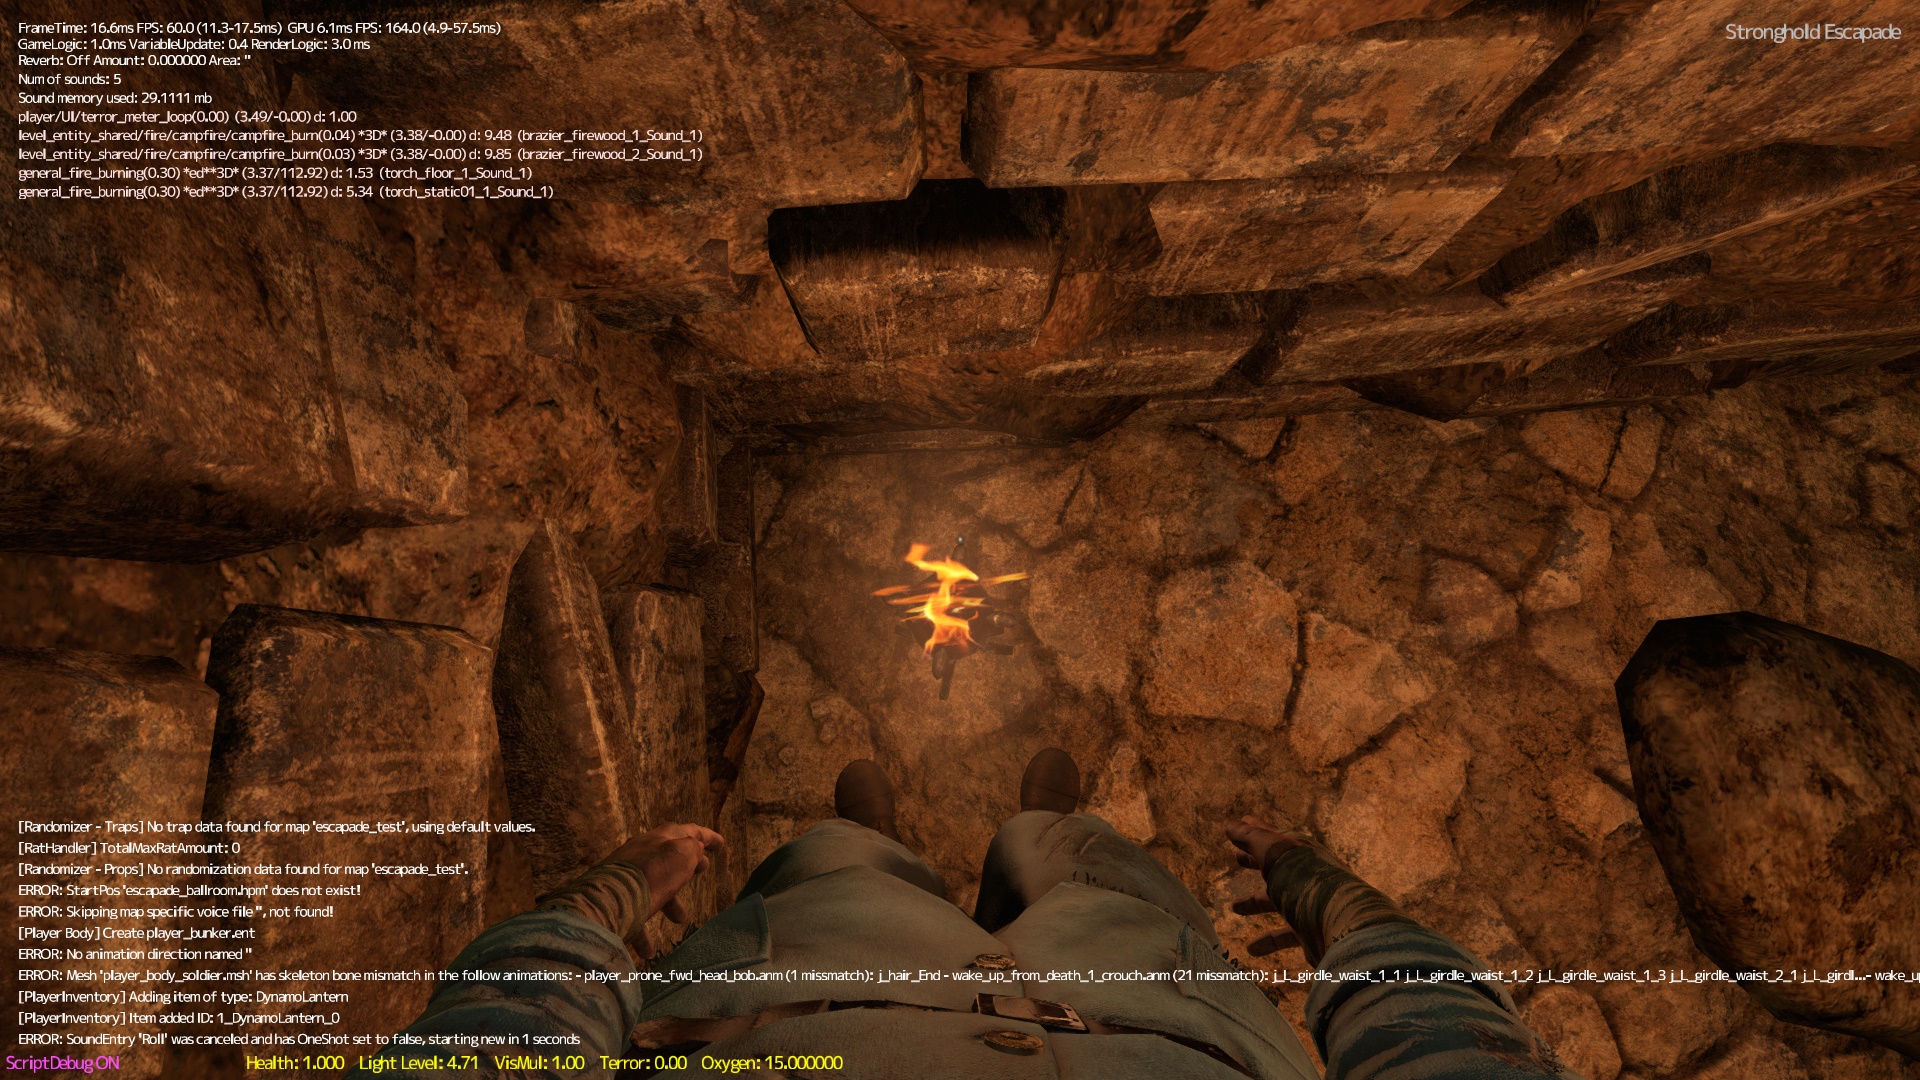 FrameTime: 16.6ms FPS: 60.0 (11.3-17.5ms) GPU 6.1ms FPS: 164.0 (4.9-57.5ms)
Stronghold Escapade
GameLogic: 1.0ms VariableUpdate: 0.4 RenderLogic: 3.0 ms
Reverb: Off Amount: 0.000000 Area: ''
Num of sounds: 5
Sound memory used: 29.1111 mb
player/UI/terror_meter_loop(0.00) (3.49/-0.00) d: 1.00
level_entity_shared/fire/campfire/campfire_burn(0.04) *3D* (3.38/-0.00) d: 9.48 (brazier_firewood_1_Sound_1)
level_entity_shared/fire/campfire/campfire_burn(0.03) *3D* (3.38/-0.00) d: 9.85 (brazier_firewood_2_Sound_1)
general_fire_burning(0.30) *ed**3D* (3.37/112.92) d: 1.53 (torch_floor_1_Sound_1)
general_fire_burning(0.30) *ed**3D* (3.37/112.92) d: 5.34 (torch_static01_1_Sound_1)
[Randomizer - Traps] No trap data found for map 'escapade_test', using default values.
[RatHandler] TotalMaxRatAmount: 0
[Randomizer - Props] No randomization data found for map 'escapade_test'.
ERROR: StartPos 'escapade_ballroom.hpm' does not exist!
ERROR: Skipping map specific voice file '', not found!
[Player Body] Create player_bunker.ent
ERROR: No animation direction named ''
ERROR: Mesh 'player_body_soldier.msh' has skeleton bone mismatch in the follow animations: - player_prone_fwd_head_bob.anm (1 missmatch): j_hair_End - wake_up_from_death_1_crouch.anm (21 missmatch): j_L_girdle_waist_1_1 j_L_girdle_waist_1_2 j_L_girdle_waist_1_3 j_L_girdle_waist_2_1 j_L_girdl...- wake_u
[PlayerInventory] Adding item of type: DynamoLantern
[PlayerInventory] Item added ID: 1_DynamoLantern_0
ERROR: SoundEntry 'Roll' was canceled and has OneShot set to false, starting new in 1 seconds
ScriptDebug ON Health: 1.000 Light Level: 4.71 VisMul: 1.00 Terror: 0.00 Oxygen: 15.000000